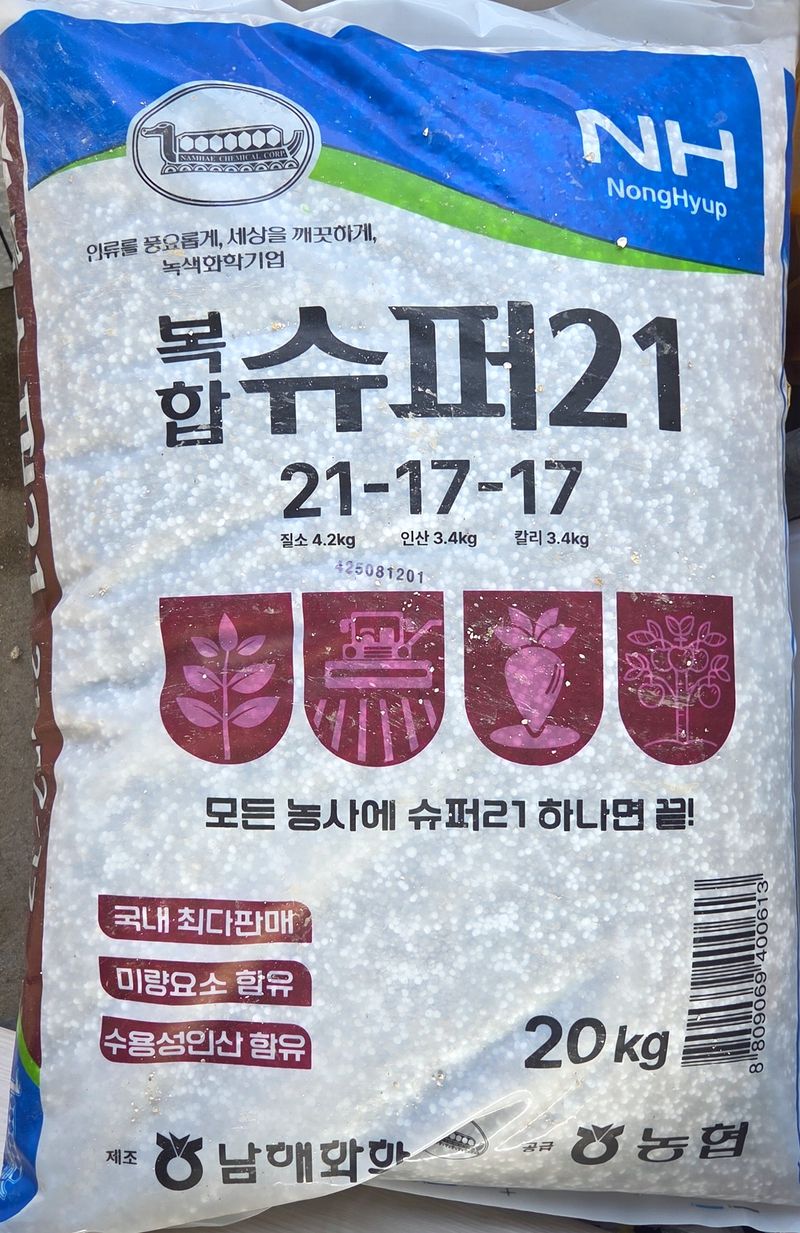 NAMHAE CHEMICAL CORP.
NH
NongHyup
인류를 풍요롭게, 세상을 깨끗하게,
녹색화학기업
복합 슈퍼21
21-17-17
질소 4.2kg 인산 3.4kg 칼리 3.4kg
425081201
모든 농사에 슈퍼21 하나면 끝!
국내 최다판매
미량요소 함유
수용성인산 함유
20kg
8 809069 400613
제조 남해화학
공급 농협